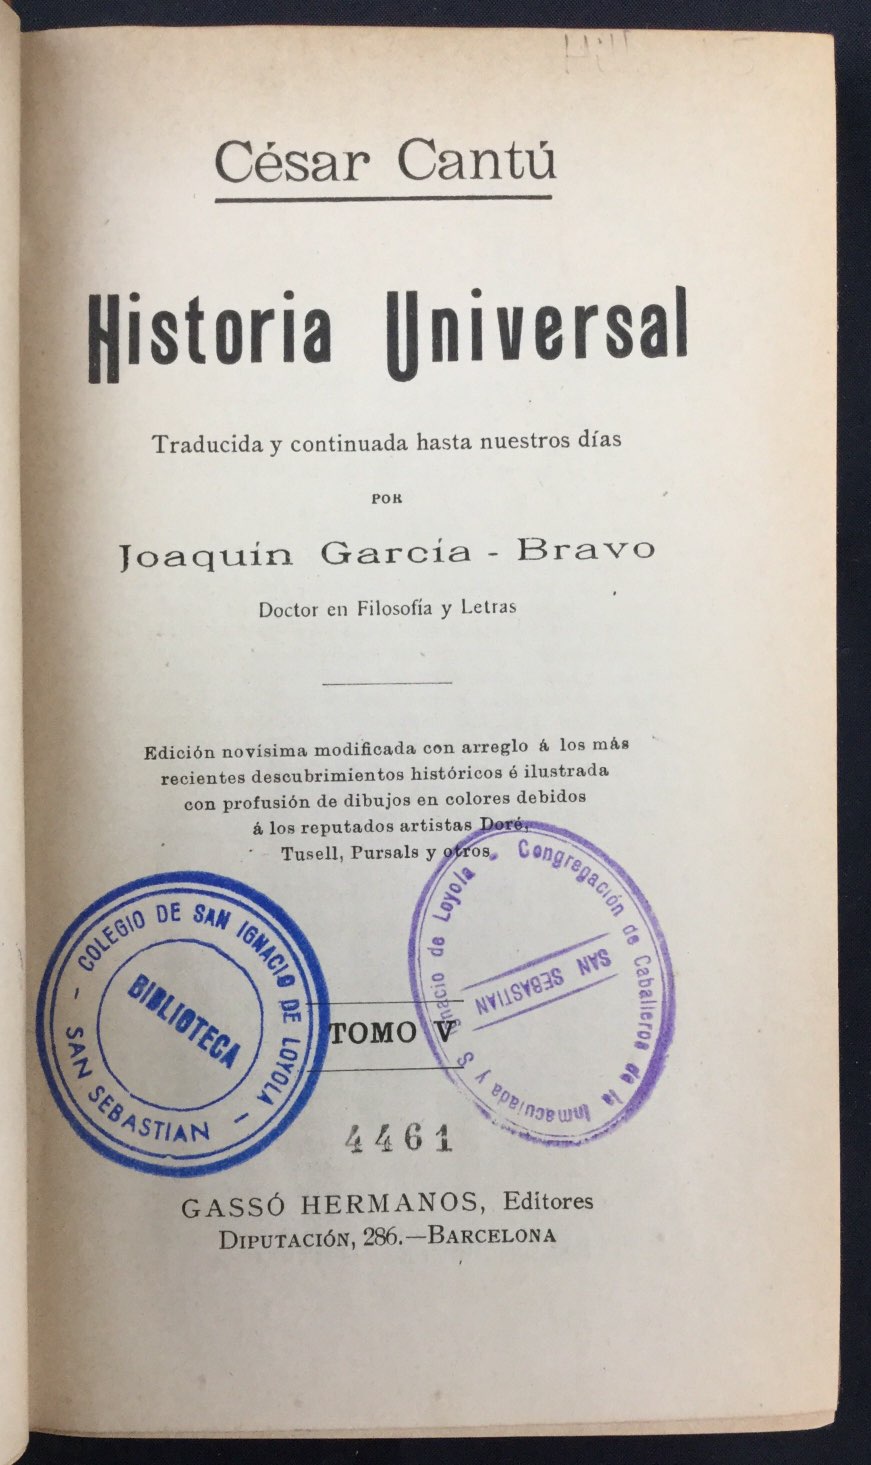 César Cantú
Historia Universal
Traducida y continuada hasta nuestros días
POR
Joaquín García - Bravo
Doctor en Filosofía y Letras
Edición novísima modificada con arreglo á los más
recientes descubrimientos históricos é ilustrada
con profusión de dibujos en colores debidos
á los reputados artistas Doré,
Tusell, Pursals y otros.
- COLEGIO DE SAN IGNACIO DE LOYOLA -
SAN SEBASTIAN
BIBLIOTECA
Congregación de Caballeros de la Inmaculada y S. Ignacio de Loyola
SAN SEBASTIAN
TOMO V
4461
GASSÓ HERMANOS, Editores
DIPUTACIÓN, 286.—BARCELONA